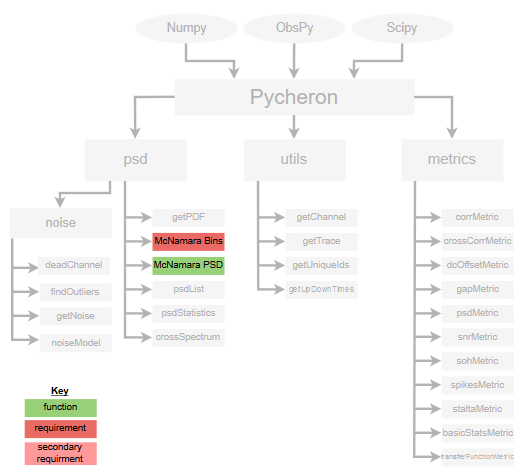 Numpy
ObsPy
Scipy
Pycheron
psd
utils
metrics
noise
deadChannel
findOutliers
getNoise
noiseModel
getPDF
McNamara Bins
McNamara PSD
psdList
psdStatistics
crossSpectrum
getChannel
getTrace
getUniqueIds
getUpDownTimes
corrMetric
crossCorrMetric
dcOffsetMetric
gapMetric
psdMetric
snrMetric
sohMetric
spikesMetric
staltaMetric
basicStatsMetric
transferFunctionMetric
Key
function
requirement
secondary
requirment